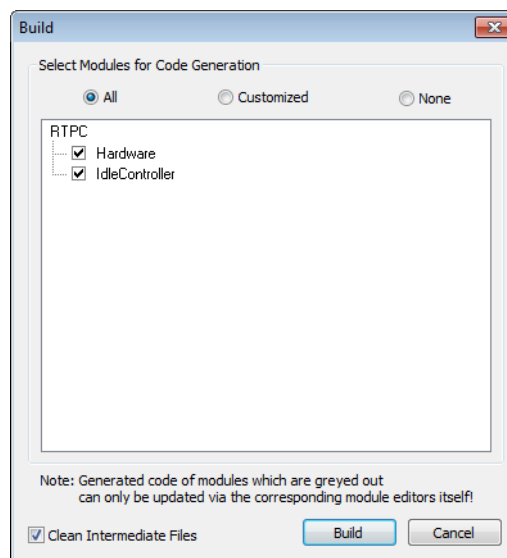 Build
Select Modules for Code Generation
All Customized None
RTPC
Hardware
IdleController
Note: Generated code of modules which are greyed out
can only be updated via the corresponding module editors itself!
Clean Intermediate Files Build Cancel